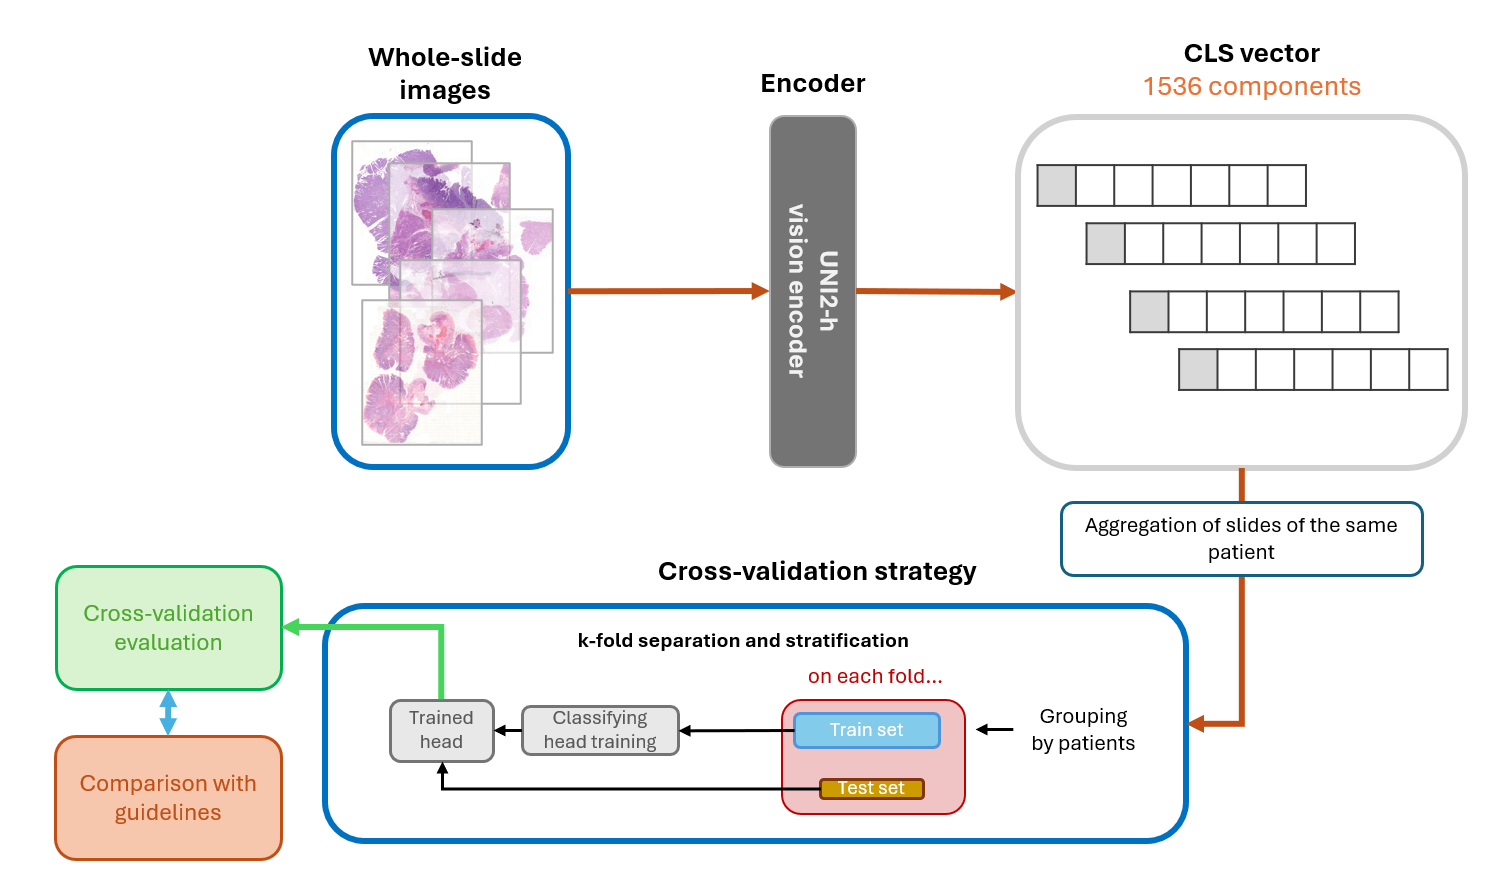 Whole-slide
images
Encoder
CLS vector
1536 components
UNI2-h
vision encoder
Aggregation of slides of the same
patient
Cross-validation strategy
k-fold separation and stratification
on each fold...
Grouping
by patients
Train set
Test set
Classifying
head training
Trained
head
Cross-validation
evaluation
Comparison with
guidelines